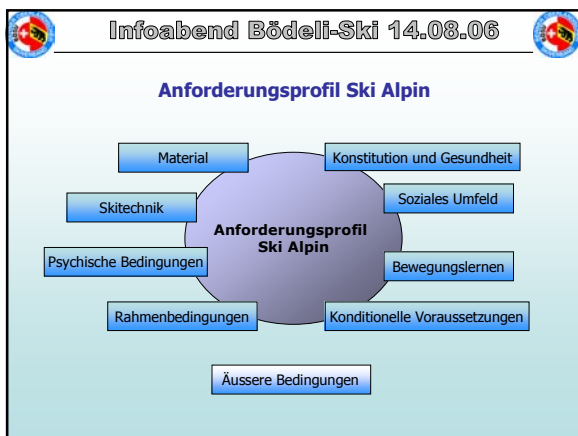 Infoabend Bödeli-Ski 14.08.06
Anforderungsprofil Ski Alpin
Material
Konstitution und Gesundheit
Skitechnik
Soziales Umfeld
Anforderungsprofil
Ski Alpin
Psychische Bedingungen
Bewegungslernen
Rahmenbedingungen
Konditionelle Voraussetzungen
Äussere Bedingungen